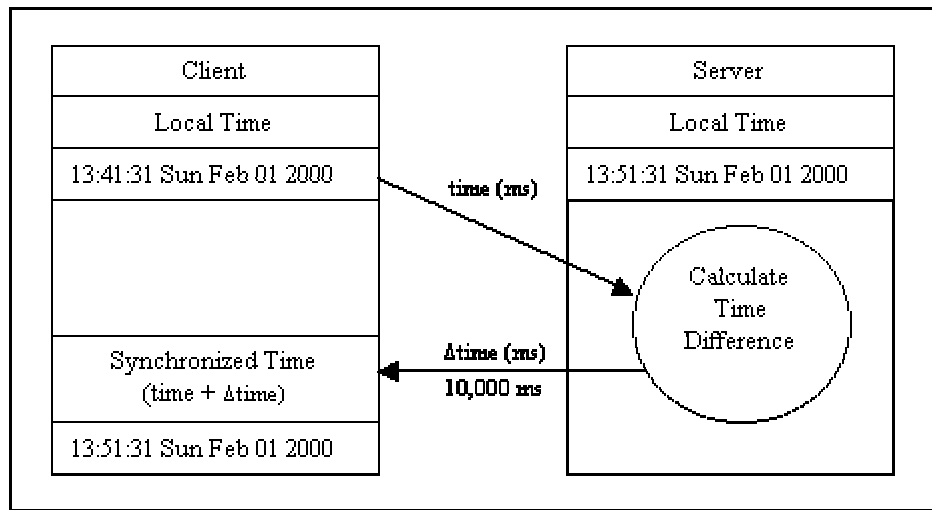 Client
Local Time
13:41:31 Sun Feb 01 2000
Synchronized Time
(time + Δtime)
13:51:31 Sun Feb 01 2000
time (ms)
Δtime (ms)
10,000 ms
Server
Local Time
13:51:31 Sun Feb 01 2000
Calculate
Time
Difference